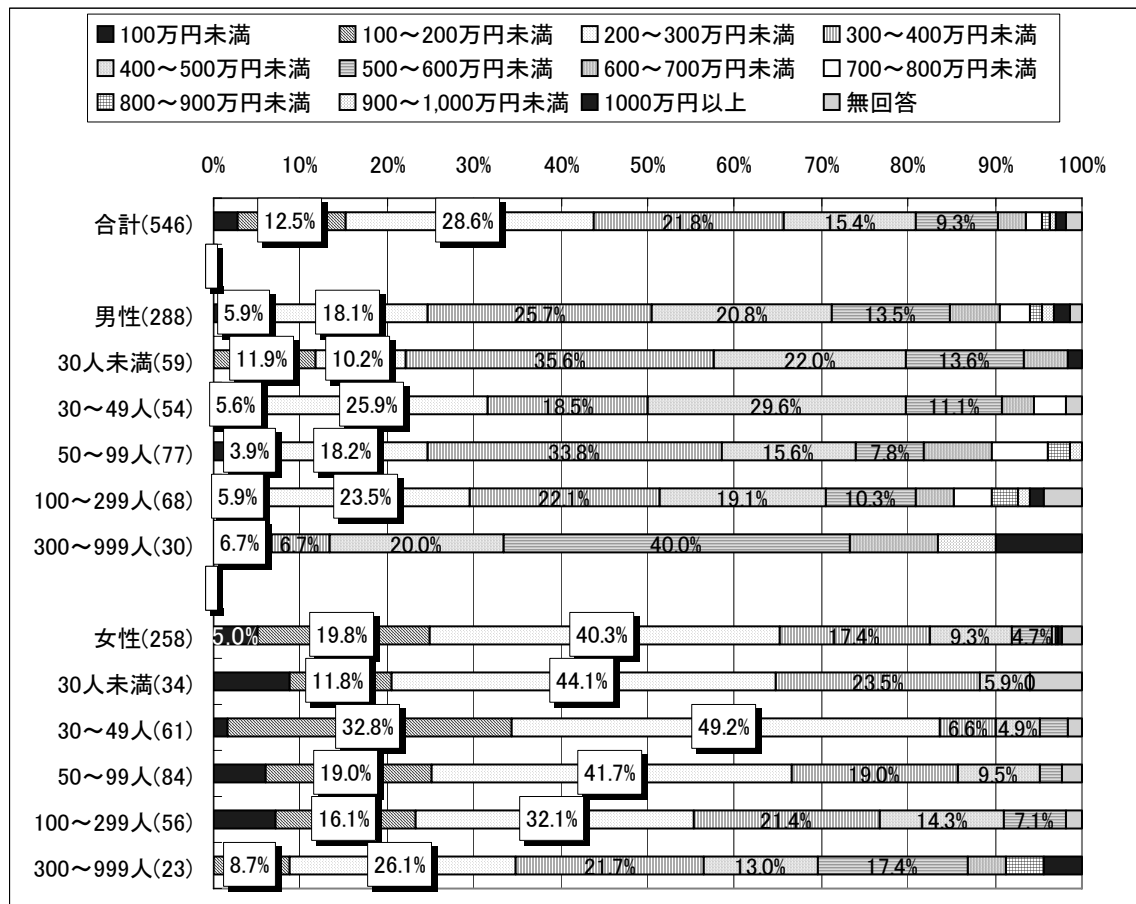 100万円未満 100～200万円未満 200～300万円未満 300～400万円未満
400～500万円未満 500～600万円未満 600～700万円未満 700～800万円未満
800～900万円未満 900～1,000万円未満 1000万円以上 無回答
0% 10% 20% 30% 40% 50% 60% 70% 80% 90% 100%
合計(546) 12.5% 28.6% 21.8% 15.4% 9.3%
男性(288) 5.9% 18.1% 25.7% 20.8% 13.5%
30人未満(59) 11.9% 10.2% 35.6% 22.0% 13.6%
30～49人(54) 5.6% 25.9% 18.5% 29.6% 11.1%
50～99人(77) 3.9% 18.2% 33.8% 15.6% 7.8%
100～299人(68) 5.9% 23.5% 22.1% 19.1% 10.3%
300～999人(30) 6.7% 6.7% 20.0% 40.0%
女性(258) 5.0% 19.8% 40.3% 17.4% 9.3% 4.7%
30人未満(34) 11.8% 44.1% 23.5% 5.9% 0
30～49人(61) 32.8% 49.2% 6.6% 4.9%
50～99人(84) 19.0% 41.7% 19.0% 9.5%
100～299人(56) 16.1% 32.1% 21.4% 14.3% 7.1%
300～999人(23) 8.7% 26.1% 21.7% 13.0% 17.4%